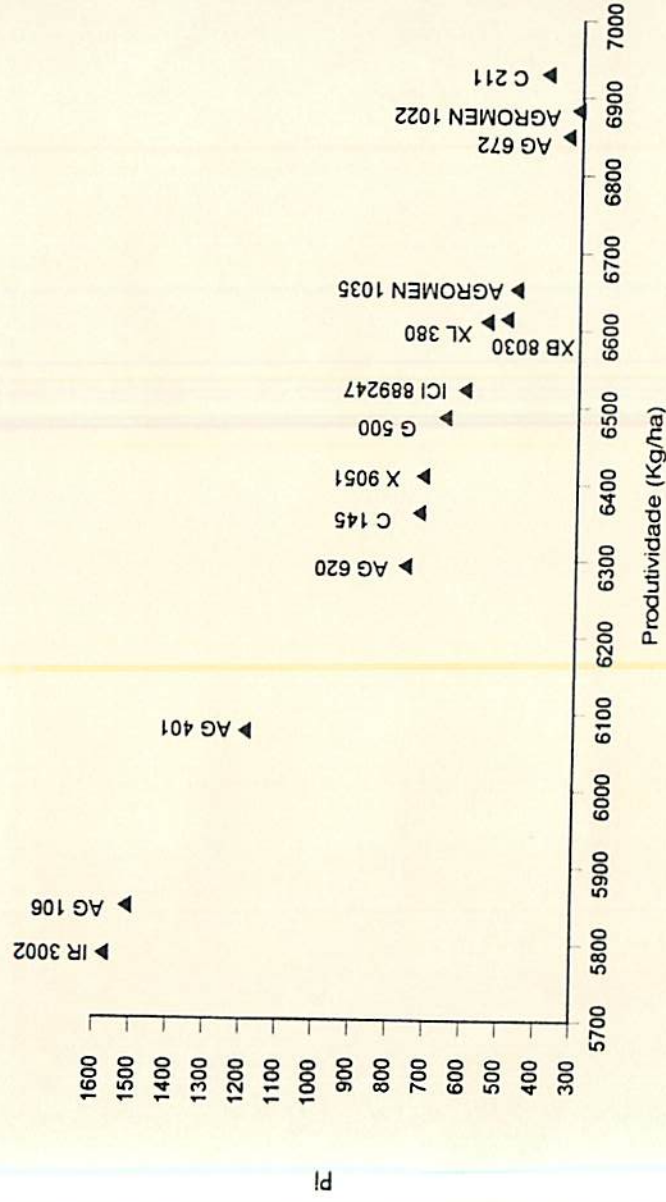 Pi
1600
1500
1400
1300
1200
1100
1000
900
800
700
600
500
400
300
5700
5800
5900
6000
6100
6200
6300
6400
6500
6600
6700
6800
6900
7000
Produtividade (Kg/ha)
IR 3002
AG 106
AG 401
AG 620
C 145
X 9051
G 500
ICI 889247
XL 380
XB 8030
AGROMEN 1035
AG 672
AGROMEN 1022
C 211